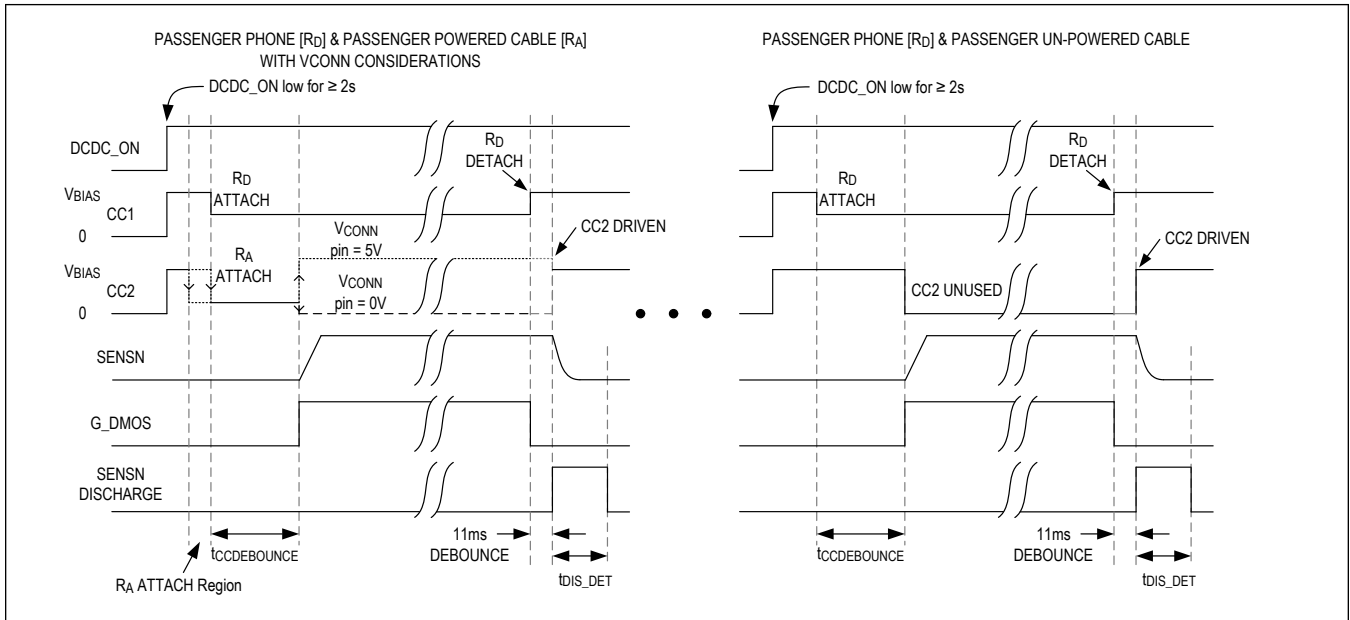 PASSENGER PHONE [RD] & PASSENGER POWERED CABLE [RA]
WITH VCONN CONSIDERATIONS
DCDC_ON low for ≥ 2s
DCDC_ON
RD
DETACH
VBIAS
CC1
0
RD
ATTACH
VBIAS
CC2
0
RA
ATTACH
VCONN
pin = 5V
VCONN
pin = 0V
CC2 DRIVEN
SENSN
G_DMOS
SENSN
DISCHARGE
tCCDEBOUNCE
11ms
DEBOUNCE
tDIS_DET
RA ATTACH Region
PASSENGER PHONE [RD] & PASSENGER UN-POWERED CABLE
DCDC_ON low for ≥ 2s
RD
DETACH
RD
ATTACH
CC2 DRIVEN
CC2 UNUSED
tCCDEBOUNCE
11ms
DEBOUNCE
tDIS_DET